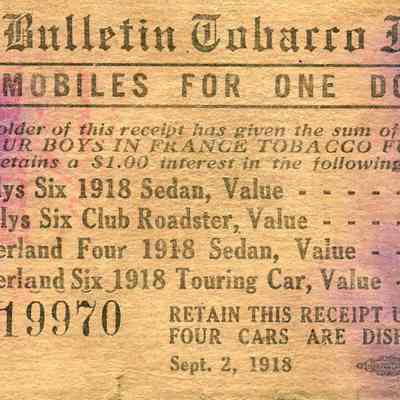 Bulletin Tobacco
MOBILES FOR ONE DO
older of this receipt has given the sum of
UR BOYS IN FRANCE TOBACCO FU
etains a $1.00 interest in the following
lys Six 1918 Sedan, Value - - - -
lys Six Club Roadster, Value - - -
erland Four 1918 Sedan, Value - -
erland Six 1918 Touring Car, Value -
19970
RETAIN THIS RECEIPT U
FOUR CARS ARE DIS
Sept. 2, 1918